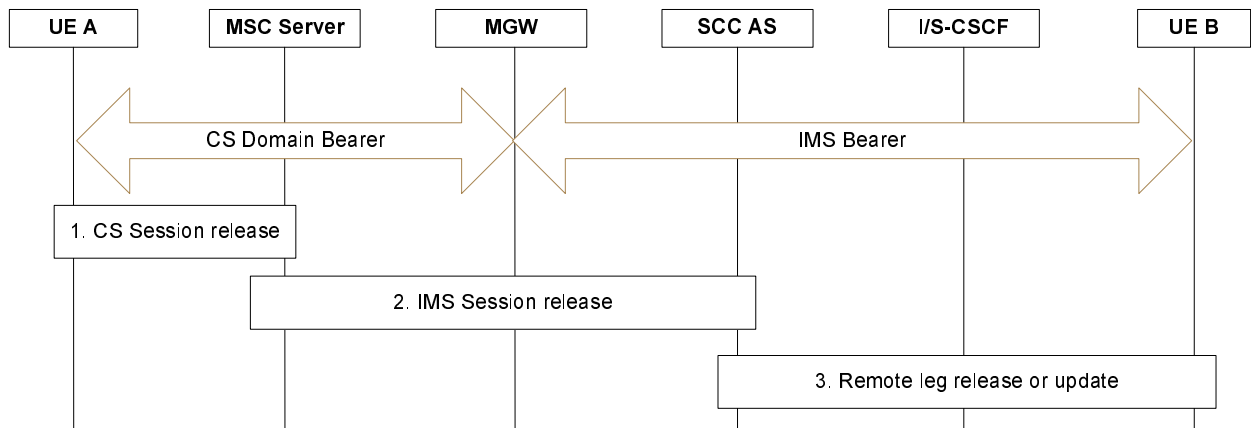 UE A
MSC Server
MGW
SCC AS
I/S-CSCF
UE B
CS Domain Bearer
IMS Bearer
1. CS Session release
2. IMS Session release
3. Remote leg release or update